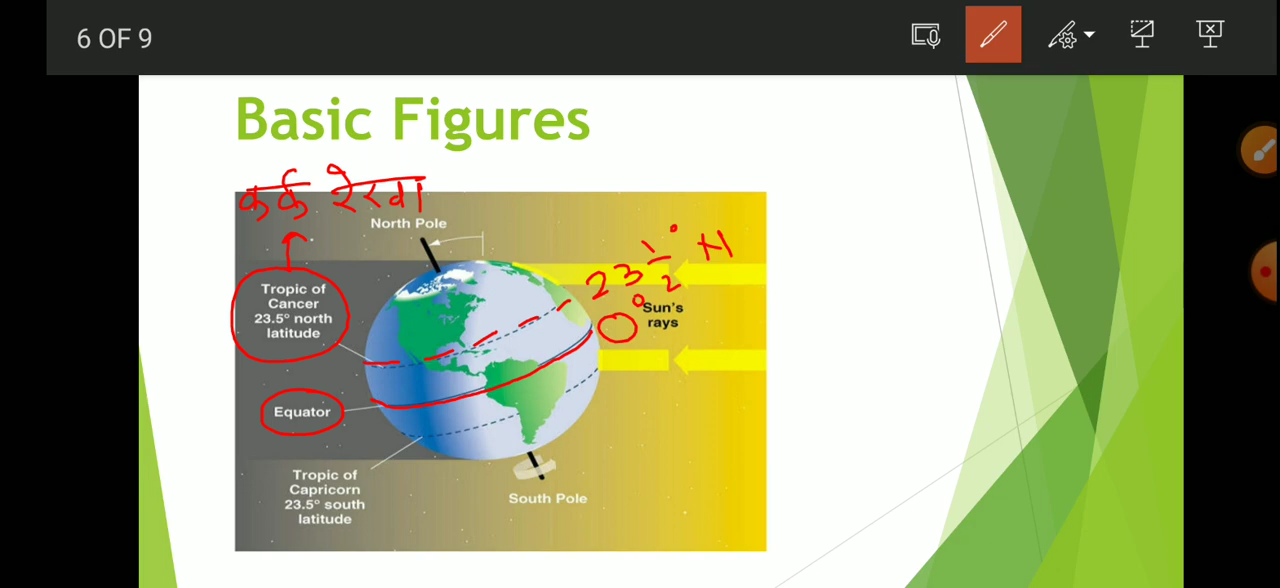 6 OF 9
Basic Figures
कर्क रेखा
North Pole
23 1/2° N
Tropic of
Cancer
23.5° north
latitude
0°
Sun's
rays
Equator
Tropic of
Capricorn
23.5° south
latitude
South Pole